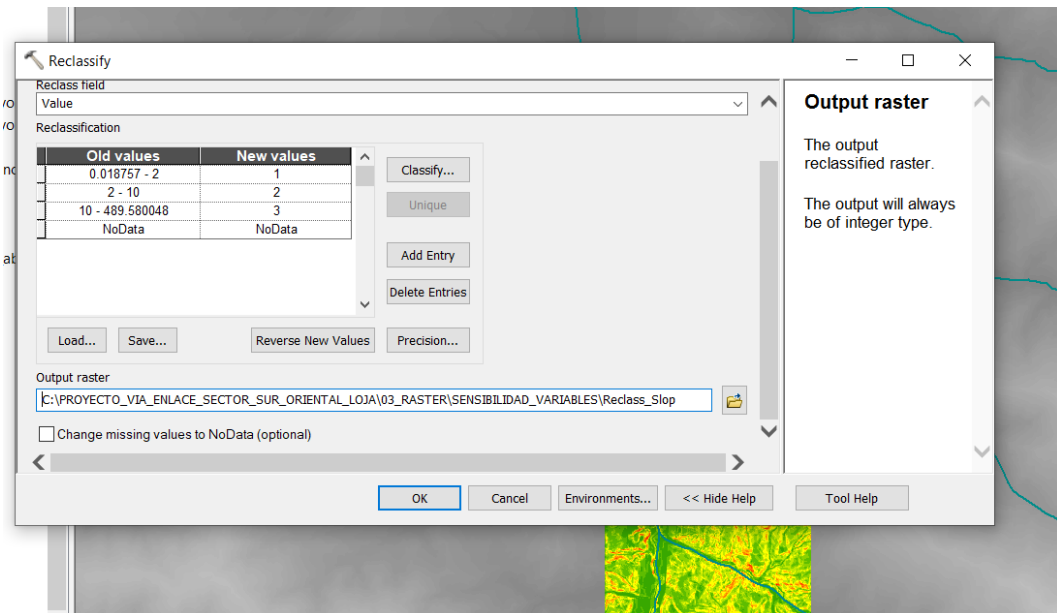 Reclassify
Reclass field
Value
Reclassification
Old values New values
0.018757 - 2 1
2 - 10 2
10 - 489.580048 3
NoData NoData
Classify...
Unique
Add Entry
Delete Entries
Load... Save... Reverse New Values Precision...
Output raster
C:\PROYECTO_VIA_ENLACE_SECTOR_SUR_ORIENTAL_LOJA\03_RASTER\SENSIBILIDAD_VARIABLES\Reclass_Slop
Change missing values to NoData (optional)
OK Cancel Environments... << Hide Help Tool Help
Output raster
The output
reclassified raster.
The output will always
be of integer type.